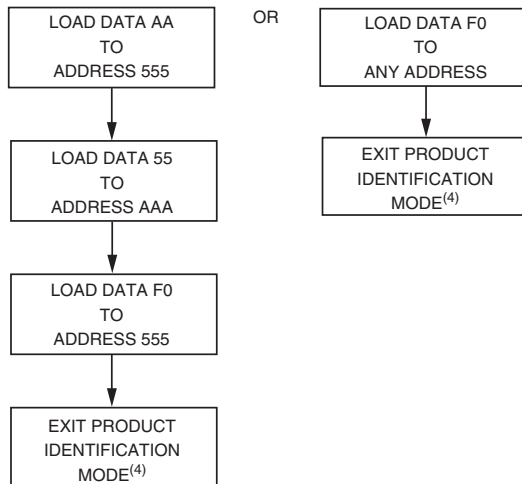 LOAD DATA AA
TO
ADDRESS 555
LOAD DATA 55
TO
ADDRESS AAA
LOAD DATA F0
TO
ADDRESS 555
EXIT PRODUCT
IDENTIFICATION
MODE(4)
OR
LOAD DATA F0
TO
ANY ADDRESS
EXIT PRODUCT
IDENTIFICATION
MODE(4)